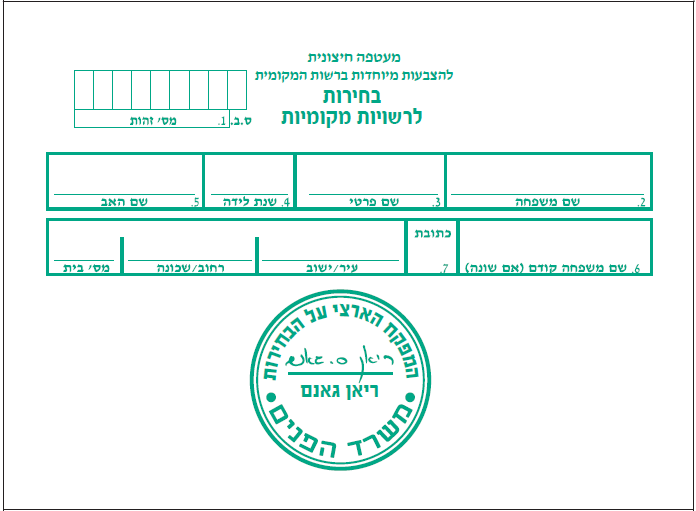 מעטפה חיצונית
להצבעות מיוחדות ברשות המקומית
בחירות
לרשויות מקומיות
ס.ב. 1. מס' זהות
2. שם משפחה 3. שם פרטי 4. שנת לידה 5. שם האב
6. שם משפחה קודם (אם שונה) 7. כתובת עיר/ישוב רחוב/שכונה מס' בית
המפקח הארצי על הבחירות
ריאן גאנם
משרד הפנים